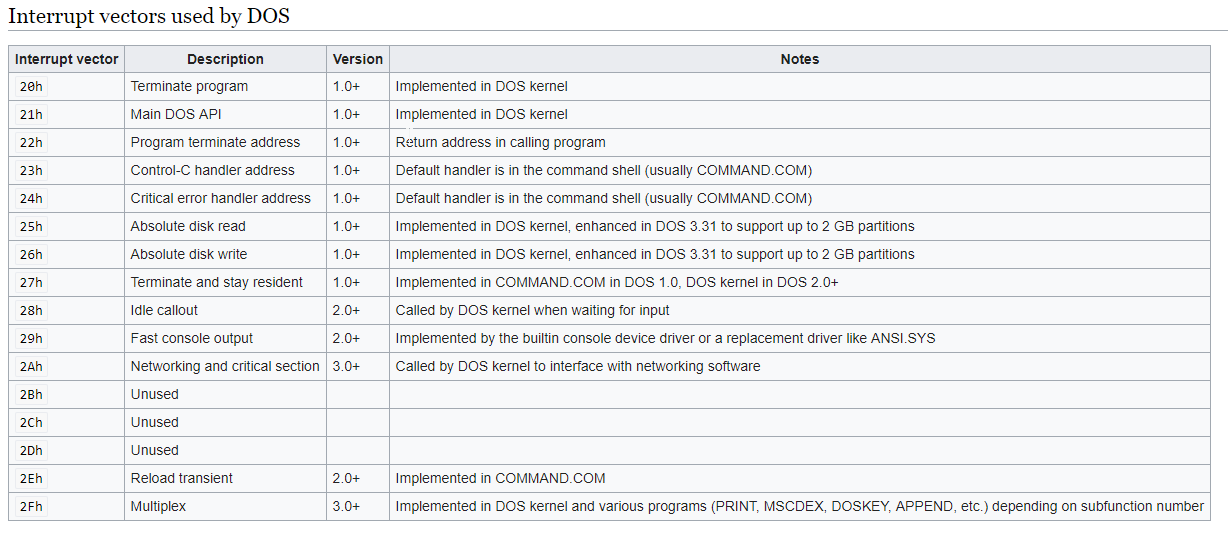 Interrupt vectors used by DOS
Interrupt vector Description Version Notes
20h Terminate program 1.0+ Implemented in DOS kernel
21h Main DOS API 1.0+ Implemented in DOS kernel
22h Program terminate address 1.0+ Return address in calling program
23h Control-C handler address 1.0+ Default handler is in the command shell (usually COMMAND.COM)
24h Critical error handler address 1.0+ Default handler is in the command shell (usually COMMAND.COM)
25h Absolute disk read 1.0+ Implemented in DOS kernel, enhanced in DOS 3.31 to support up to 2 GB partitions
26h Absolute disk write 1.0+ Implemented in DOS kernel, enhanced in DOS 3.31 to support up to 2 GB partitions
27h Terminate and stay resident 1.0+ Implemented in COMMAND.COM in DOS 1.0, DOS kernel in DOS 2.0+
28h Idle callout 2.0+ Called by DOS kernel when waiting for input
29h Fast console output 2.0+ Implemented by the builtin console device driver or a replacement driver like ANSI.SYS
2Ah Networking and critical section 3.0+ Called by DOS kernel to interface with networking software
2Bh Unused
2Ch Unused
2Dh Unused
2Eh Reload transient 2.0+ Implemented in COMMAND.COM
2Fh Multiplex 3.0+ Implemented in DOS kernel and various programs (PRINT, MSCDEX, DOSKEY, APPEND, etc.) depending on subfunction number